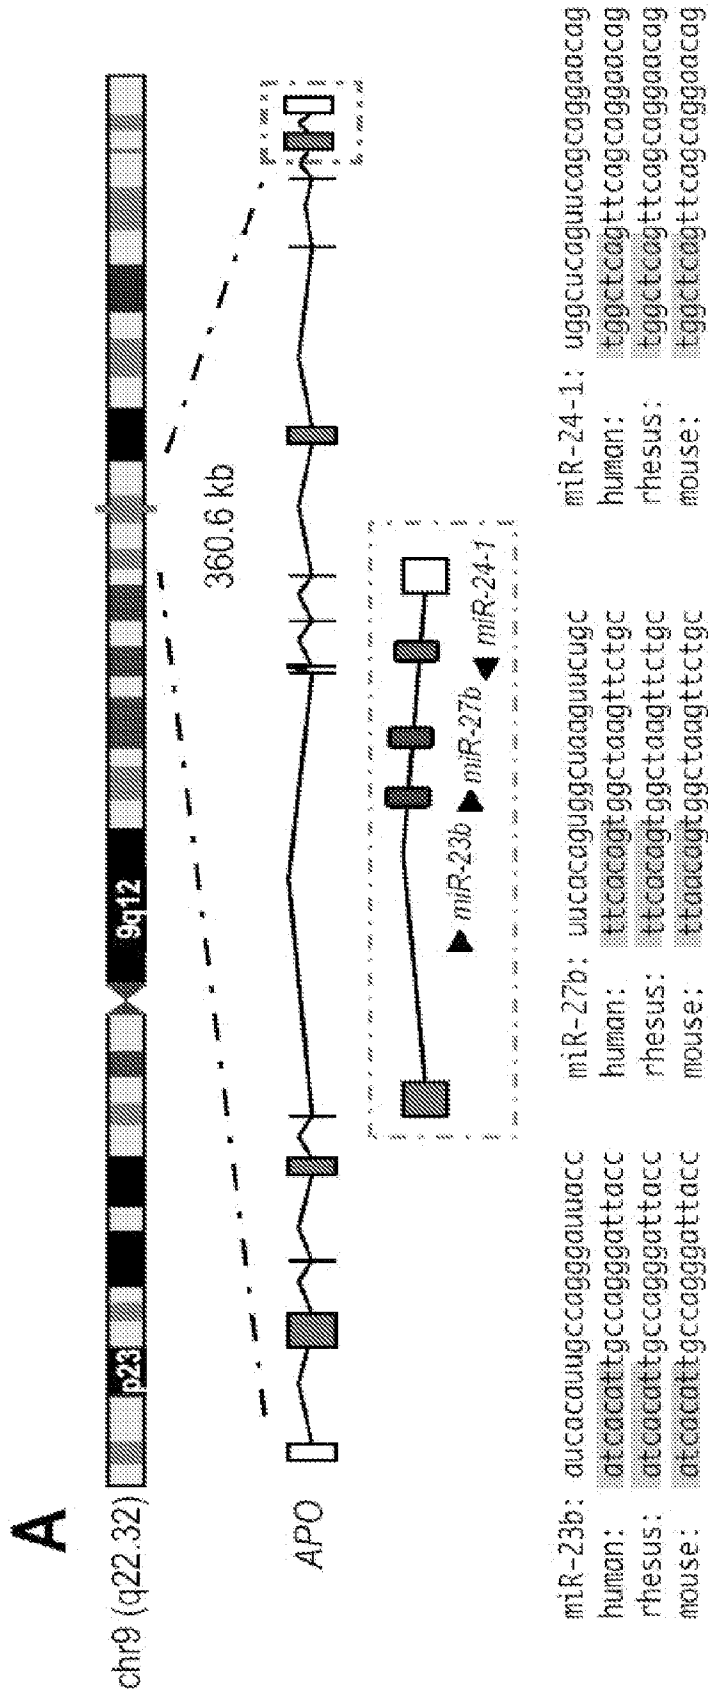 A
chr9 (q22.32)
p23
9q12
360.6 kb
APO
miR-23b
miR-27b
miR-24-1
miR-23b: aucacauugccagggauuacc
human: atcacattgccagggattacc
rhesus: atcacattgccagggattacc
mouse: atcacattgccagggattacc
miR-27b: uucacaguggcuaaguucugc
human: ttcacagtggctaagttctgc
rhesus: ttcacagtggctaagttctgc
mouse: ttaacagtggctaagttctgc
miR-24-1: uggcucaguucagcaggaacag
human: tggctcagttcagcaggaacag
rhesus: tggctcagttcagcaggaacag
mouse: tggctcagttcagcaggaacag